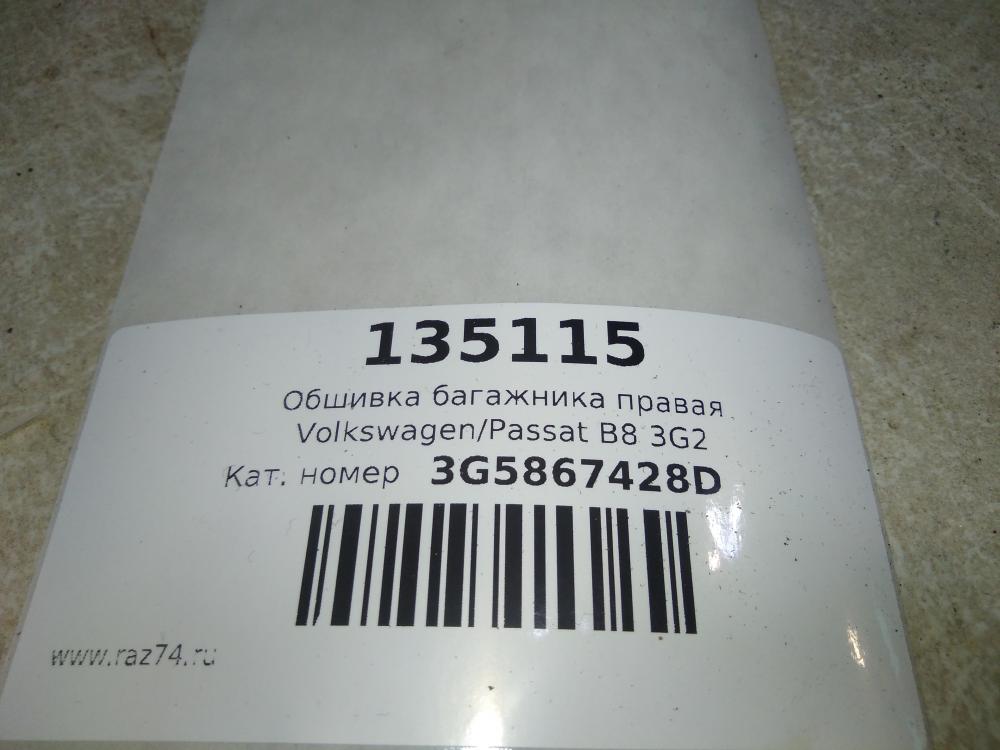 135115
Обшивка багажника правая
Volkswagen/Passat B8 3G2
Кат. номер 3G5867428D
www.raz74.ru